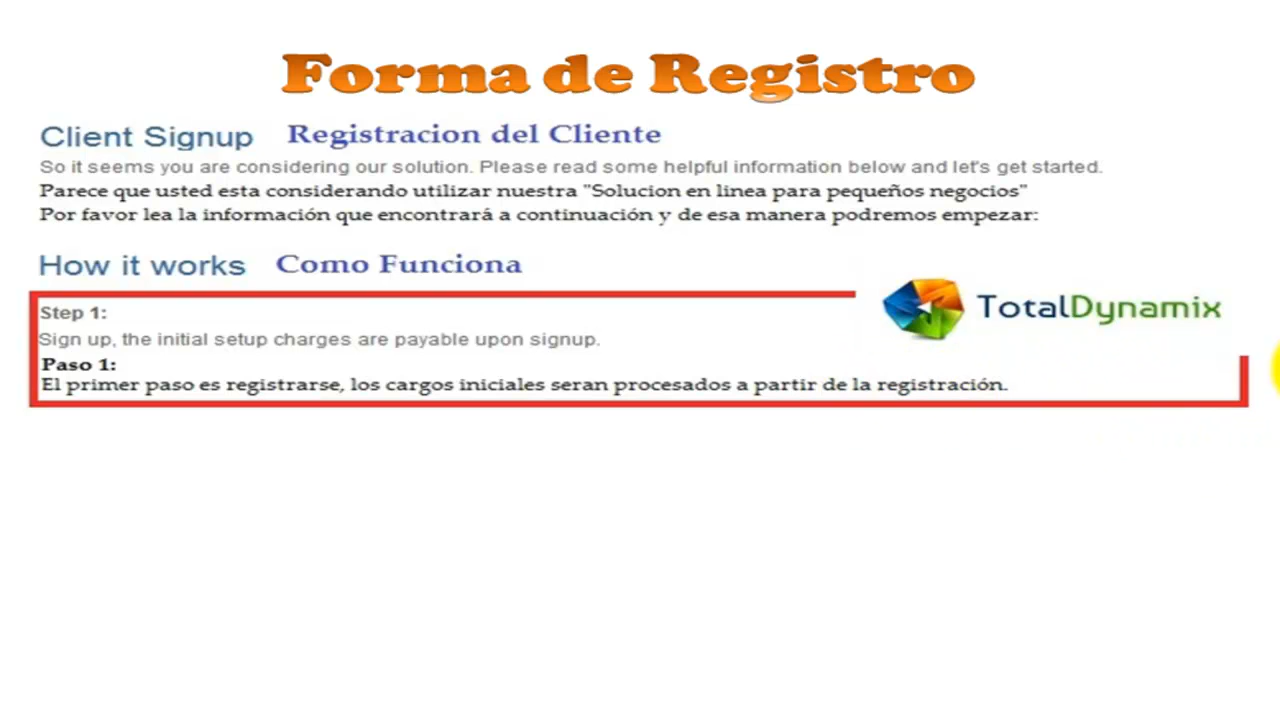 Forma de Registro
Client Signup Registracion del Cliente
So it seems you are considering our solution. Please read some helpful information below and let's get started.
Parece que usted esta considerando utilizar nuestra "Solucion en linea para pequeños negocios"
Por favor lea la información que encontrará a continuación y de esa manera podremos empezar:
How it works Como Funciona
TotalDynamix
Step 1:
Sign up, the initial setup charges are payable upon signup.
Paso 1:
El primer paso es registrarse, los cargos iniciales seran procesados a partir de la registración.